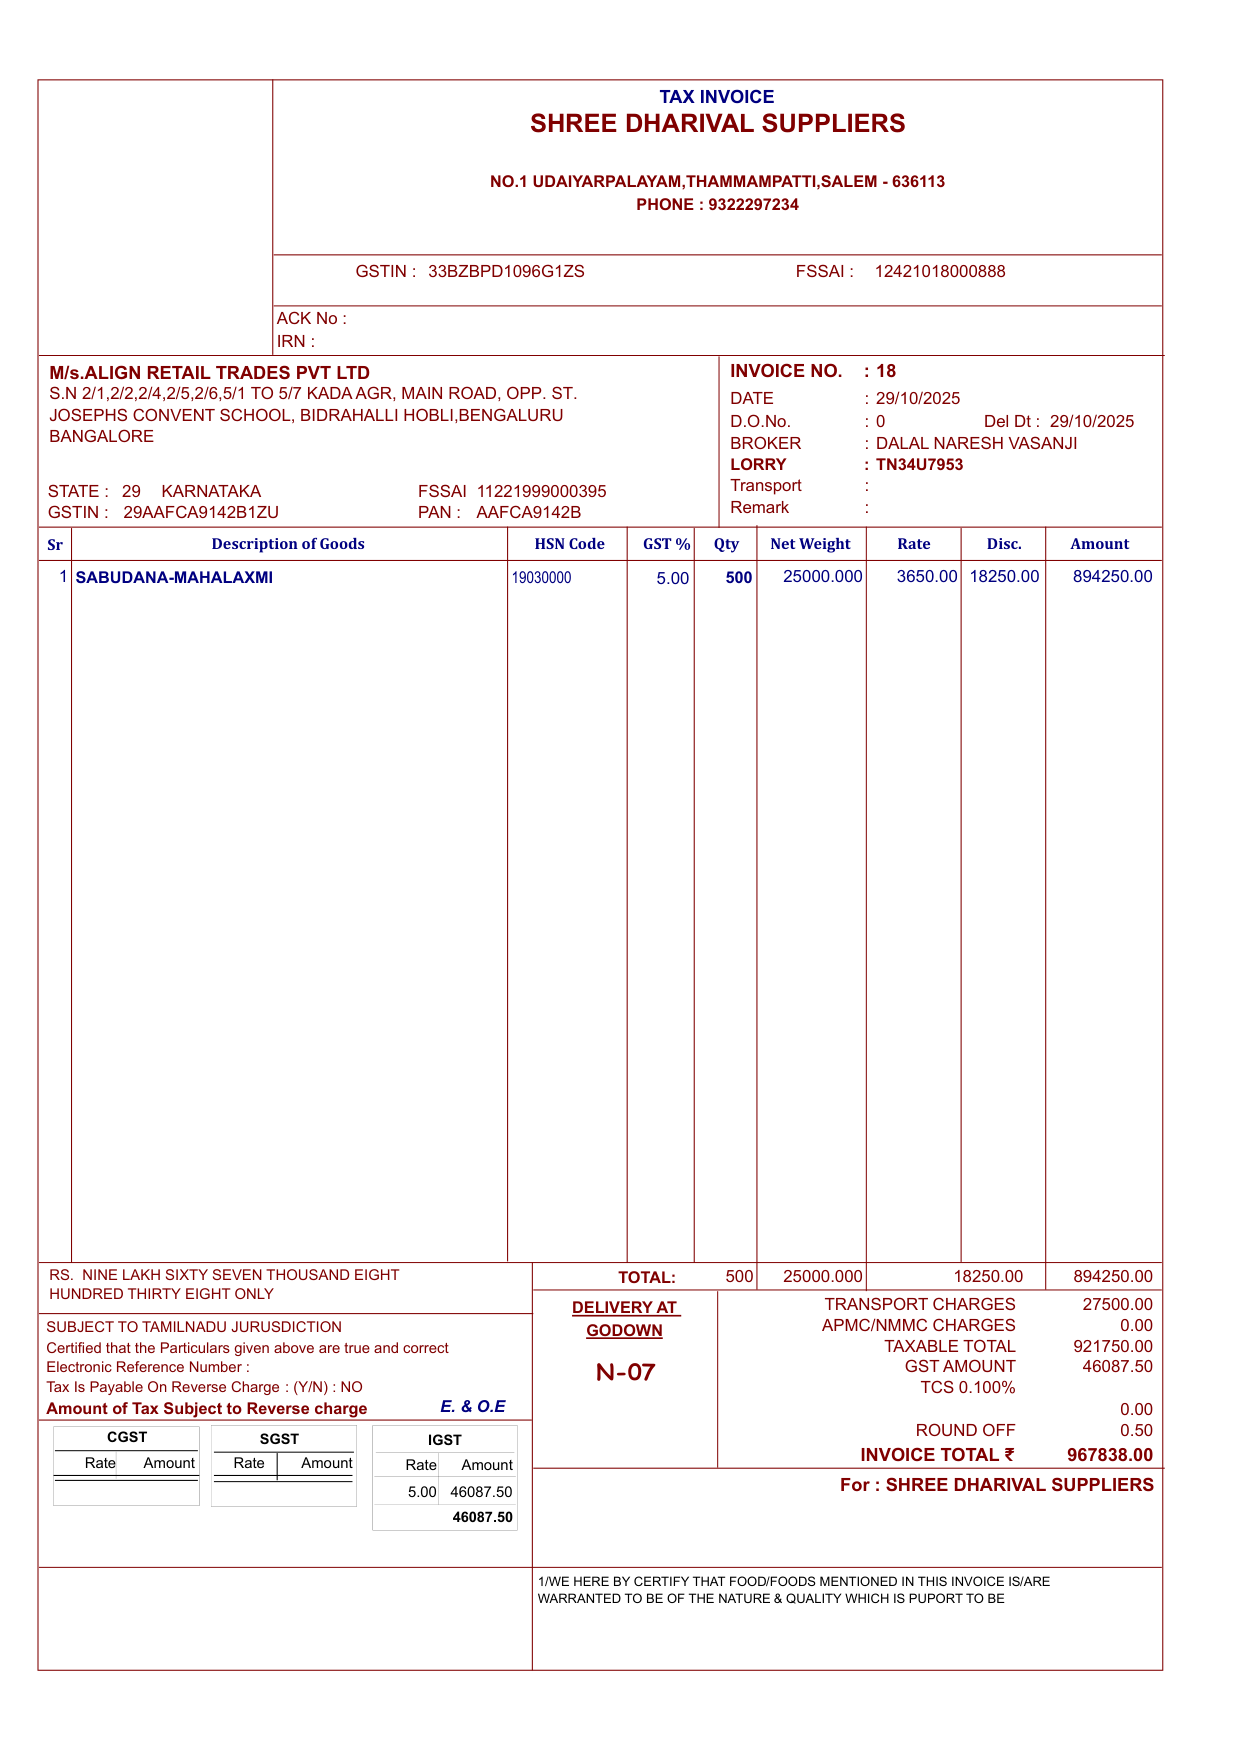 TAX INVOICE
SHREE DHARIVAL SUPPLIERS
NO.1 UDAIYARPALAYAM,THAMMAMPATTI,SALEM - 636113
PHONE : 9322297234
GSTIN : 33BZBPD1096G1ZS FSSAI : 12421018000888
ACK No :
IRN :
M/s.ALIGN RETAIL TRADES PVT LTD
S.N 2/1,2/2,2/4,2/5,2/6,5/1 TO 5/7 KADA AGR, MAIN ROAD, OPP. ST.
JOSEPHS CONVENT SCHOOL, BIDRAHALLI HOBLI,BENGALURU
BANGALORE
STATE : 29 KARNATAKA FSSAI 11221999000395
GSTIN : 29AAFCA9142B1ZU PAN : AAFCA9142B
INVOICE NO. : 18
DATE : 29/10/2025
D.O.No. : 0 Del Dt : 29/10/2025
BROKER : DALAL NARESH VASANJI
LORRY : TN34U7953
Transport :
Remark :
Sr Description of Goods HSN Code GST % Qty Net Weight Rate Disc. Amount
1 SABUDANA-MAHALAXMI 19030000 5.00 500 25000.000 3650.00 18250.00 894250.00
RS. NINE LAKH SIXTY SEVEN THOUSAND EIGHT
HUNDRED THIRTY EIGHT ONLY
TOTAL: 500 25000.000 18250.00 894250.00
SUBJECT TO TAMILNADU JURUSDICTION
Certified that the Particulars given above are true and correct
Electronic Reference Number :
Tax Is Payable On Reverse Charge : (Y/N) : NO
Amount of Tax Subject to Reverse charge E. & O.E
DELIVERY AT
GODOWN
N-07
TRANSPORT CHARGES 27500.00
APMC/NMMC CHARGES 0.00
TAXABLE TOTAL 921750.00
GST AMOUNT 46087.50
TCS 0.100%
0.00
ROUND OFF 0.50
INVOICE TOTAL ₹ 967838.00
CGST SGST IGST
Rate Amount Rate Amount Rate Amount
5.00 46087.50
46087.50
For : SHREE DHARIVAL SUPPLIERS
1/WE HERE BY CERTIFY THAT FOOD/FOODS MENTIONED IN THIS INVOICE IS/ARE
WARRANTED TO BE OF THE NATURE & QUALITY WHICH IS PUPORT TO BE